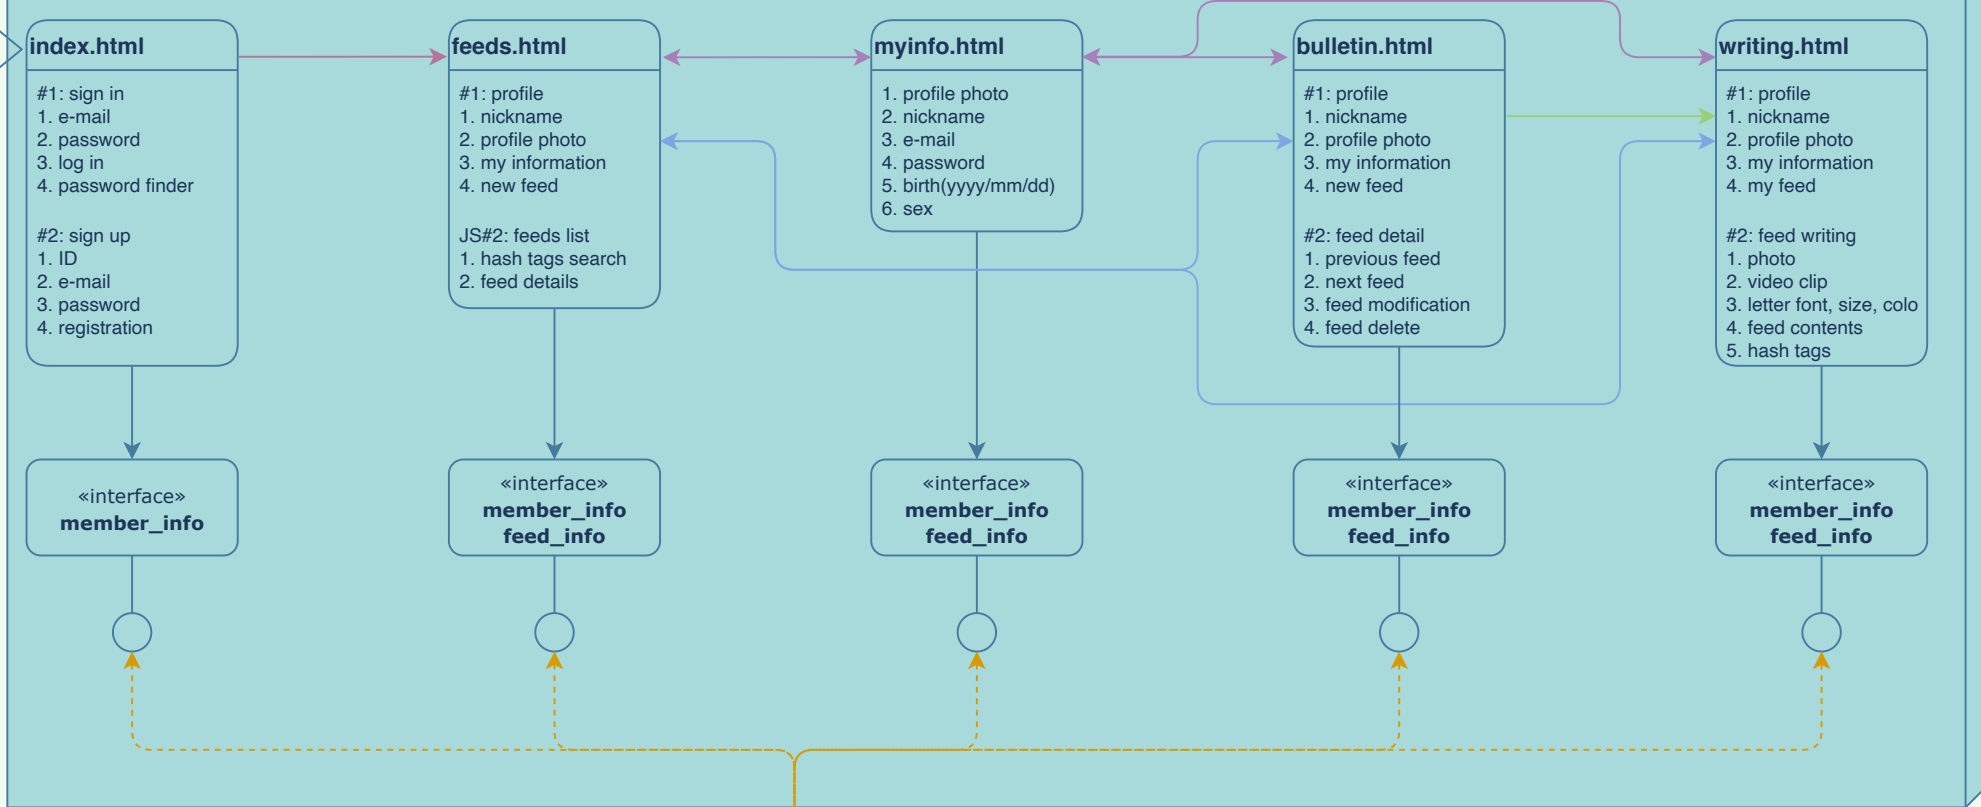 index.html
#1: sign in
1. e-mail
2. password
3. log in
4. password finder
#2: sign up
1. ID
2. e-mail
3. password
4. registration
«interface»
member_info
feeds.html
#1: profile
1. nickname
2. profile photo
3. my information
4. new feed
JS#2: feeds list
1. hash tags search
2. feed details
«interface»
member_info
feed_info
myinfo.html
1. profile photo
2. nickname
3. e-mail
4. password
5. birth(yyyy/mm/dd)
6. sex
«interface»
member_info
feed_info
bulletin.html
#1: profile
1. nickname
2. profile photo
3. my information
4. new feed
#2: feed detail
1. previous feed
2. next feed
3. feed modification
4. feed delete
«interface»
member_info
feed_info
writing.html
#1: profile
1. nickname
2. profile photo
3. my information
4. my feed
#2: feed writing
1. photo
2. video clip
3. letter font, size, colo
4. feed contents
5. hash tags
«interface»
member_info
feed_info